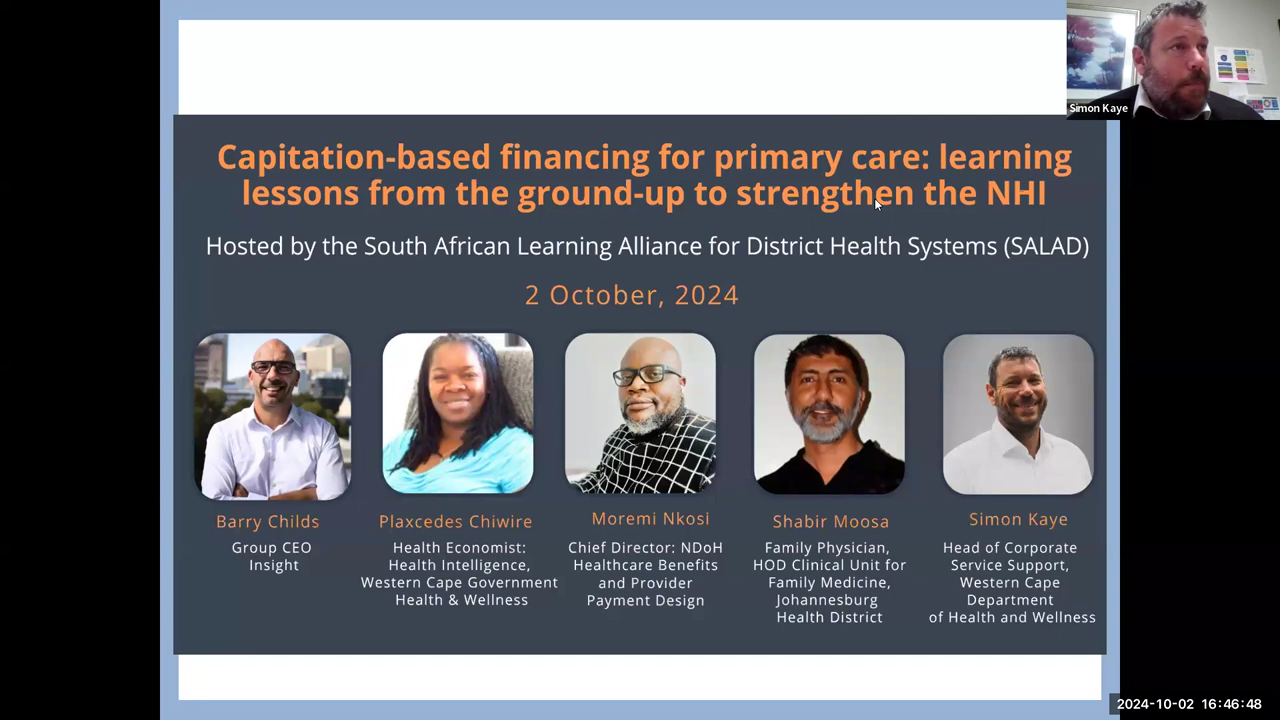 Simon Kaye
Capitation-based financing for primary care: learning
lessons from the ground-up to strengthen the NHI
Hosted by the South African Learning Alliance for District Health Systems (SALAD)
2 October, 2024
Barry Childs
Group CEO
Insight
Plaxcedes Chiwire
Health Economist:
Health Intelligence,
Western Cape Government
Health & Wellness
Moremi Nkosi
Chief Director: NDoH
Healthcare Benefits
and Provider
Payment Design
Shabir Moosa
Family Physician,
HOD Clinical Unit for
Family Medicine,
Johannesburg
Health District
Simon Kaye
Head of Corporate
Service Support,
Western Cape
Department
of Health and Wellness
2024-10-02 16:46:48